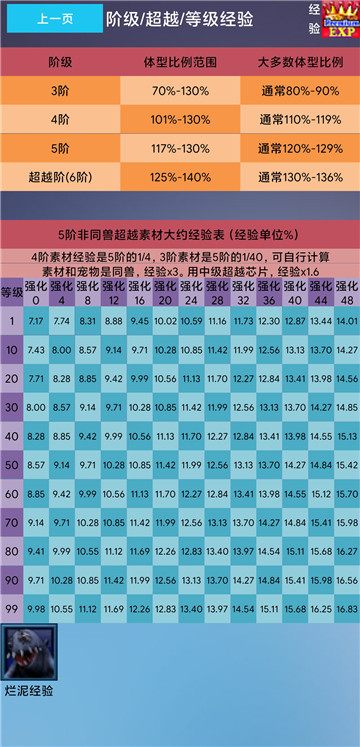 上一页
阶级/超越/等级经验
经验
Premium
EXP
阶级 体型比例范围 大多数体型比例
3阶 70%-130% 通常80%-90%
4阶 101%-130% 通常110%-119%
5阶 117%-130% 通常120%-129%
超越阶(6阶) 125%-140% 通常130%-136%
5阶非同兽超越素材大约经验表（经验单位%）
4阶素材经验是5阶的1/4，3阶素材是5阶的1/40，可自行计算
素材和宠物是同兽，经验x3。用中级超越芯片，经验x1.6
等级 强化0 强化4 强化8 强化12 强化16 强化20 强化24 强化28 强化32 强化36 强化40 强化44 强化48
1 7.17 7.74 8.31 8.88 9.45 10.02 10.59 11.16 11.73 12.30 12.87 13.44 14.01
10 7.43 8.00 8.57 9.14 9.71 10.28 10.85 11.42 11.99 12.56 13.13 13.70 14.27
20 7.71 8.28 8.85 9.42 9.99 10.56 11.13 11.70 12.27 12.84 13.41 13.98 14.56
30 8.00 8.57 9.14 9.71 10.28 10.85 11.42 11.99 12.56 13.13 13.70 14.27 14.85
40 8.28 8.85 9.42 9.99 10.56 11.13 11.70 12.27 12.84 13.41 13.98 14.55 15.13
50 8.57 9.14 9.71 10.28 10.85 11.42 11.99 12.56 13.13 13.70 14.27 14.84 15.42
60 8.85 9.42 9.99 10.56 11.13 11.70 12.27 12.84 13.41 13.98 14.55 15.12 15.70
70 9.14 9.71 10.28 10.85 11.42 11.99 12.56 13.13 13.70 14.27 14.84 15.41 15.98
80 9.41 9.99 10.55 11.12 11.69 12.26 12.83 13.40 13.97 14.54 15.11 15.68 16.27
90 9.71 10.28 10.85 11.42 11.99 12.56 13.13 13.70 14.27 14.84 15.41 15.98 16.56
99 9.98 10.55 11.12 11.69 12.26 12.83 13.40 13.97 14.54 15.11 15.68 16.25 16.83
烂泥经验